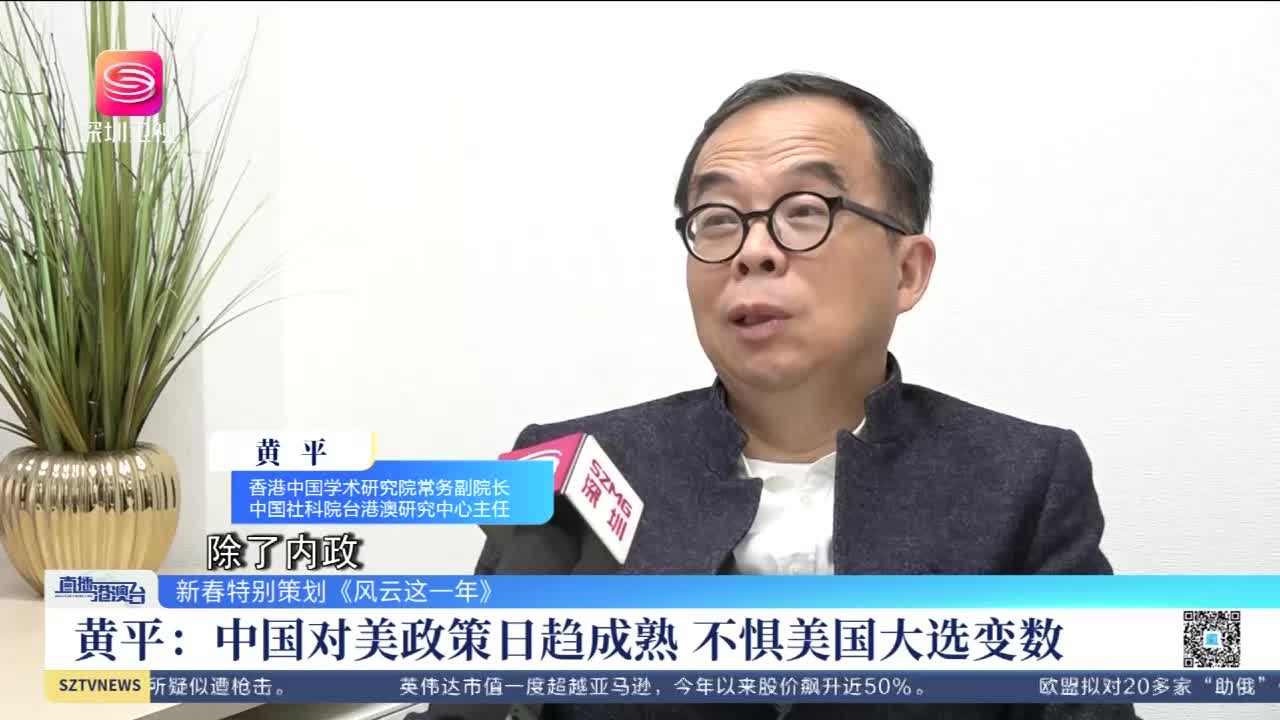 深圳卫视
SZMG
深圳
黄 平
香港中国学术研究院常务副院长
中国社科院台港澳研究中心主任
除了内政
直播港澳台
新春特别策划《风云这一年》
黄平：中国对美政策日趋成熟 不惧美国大选变数
SZTVNEWS 所疑似遭枪击。 英伟达市值一度超越亚马逊，今年以来股价飙升近50%。 欧盟拟对20多家“助俄”